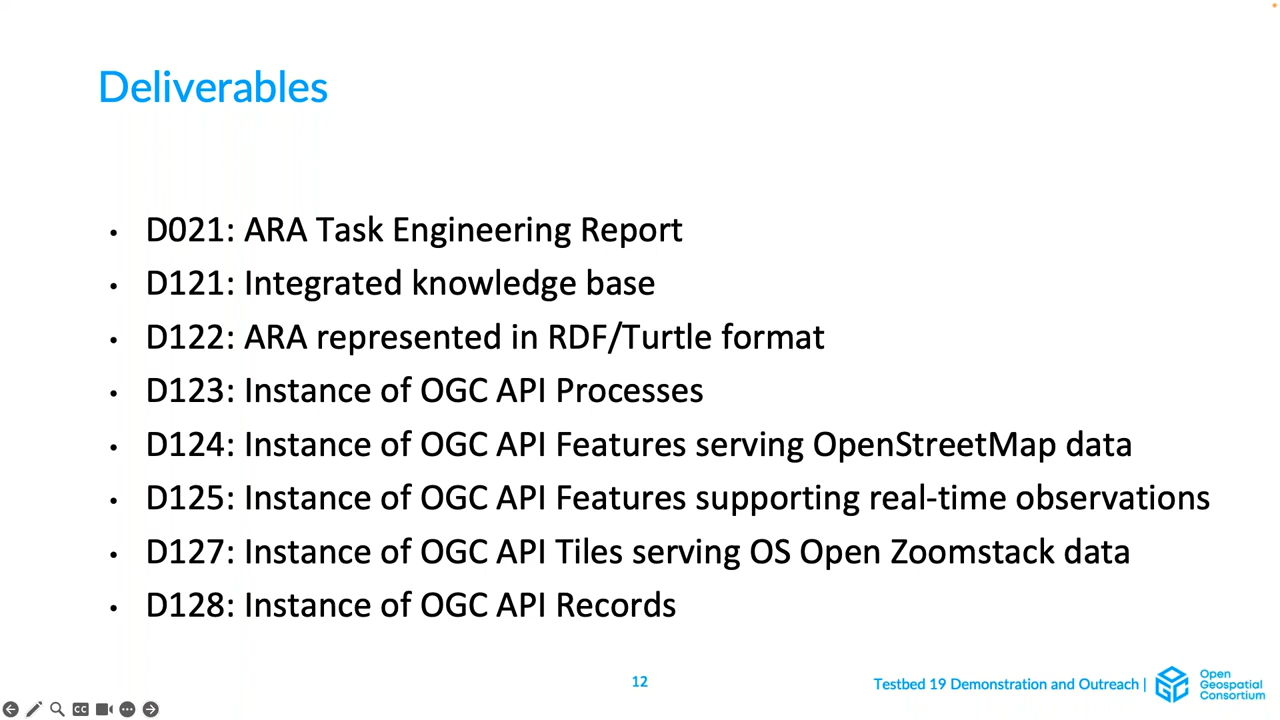 Deliverables
• D021: ARA Task Engineering Report
• D121: Integrated knowledge base
• D122: ARA represented in RDF/Turtle format
• D123: Instance of OGC API Processes
• D124: Instance of OGC API Features serving OpenStreetMap data
• D125: Instance of OGC API Features supporting real-time observations
• D127: Instance of OGC API Tiles serving OS Open Zoomstack data
• D128: Instance of OGC API Records
12
Testbed 19 Demonstration and Outreach |
Open
Geospatial
Consortium
CC